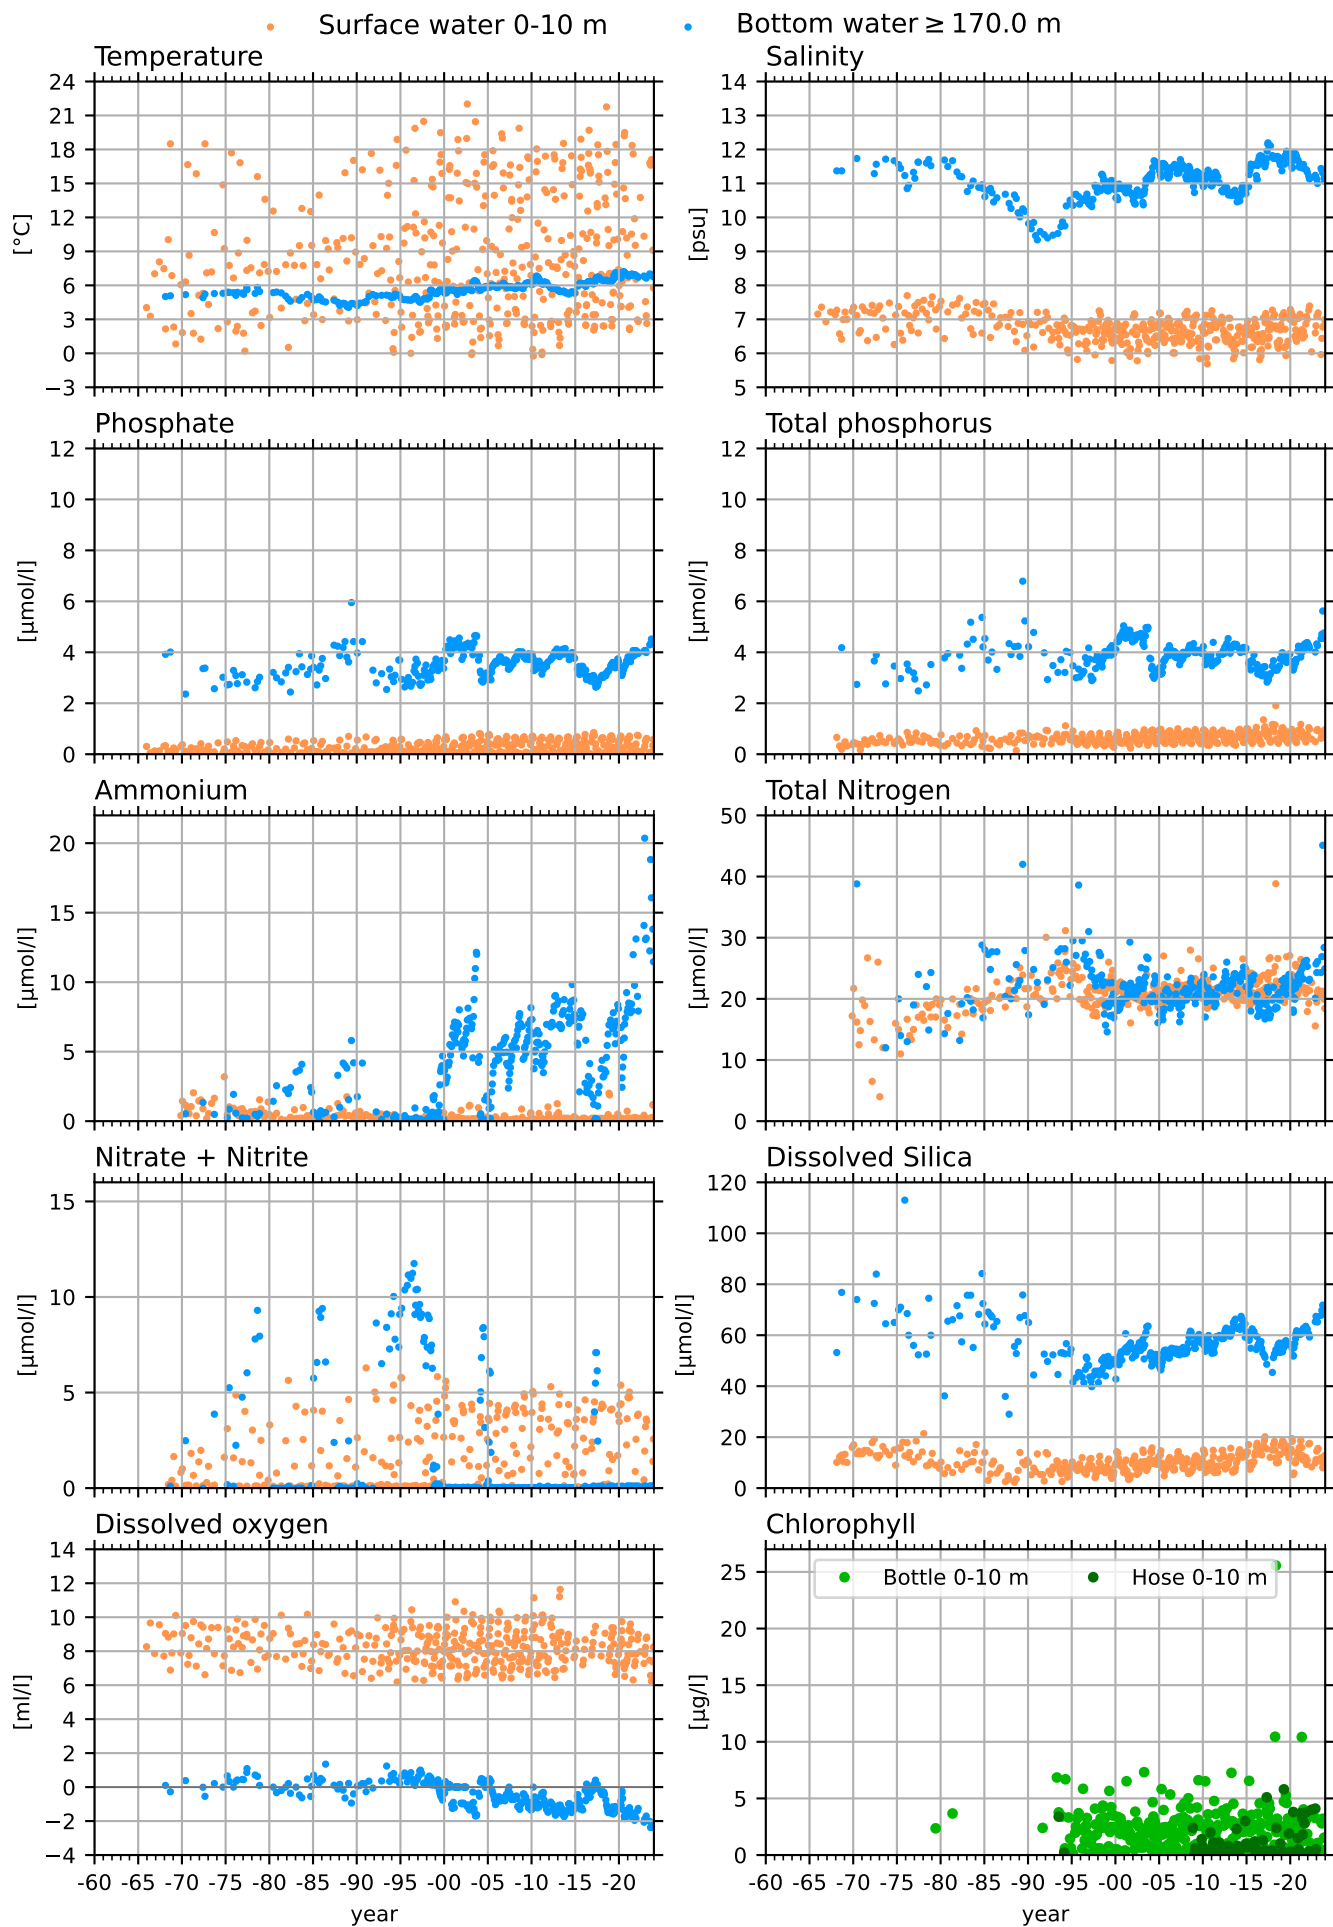 Surface water 0-10 m Bottom water ≥ 170.0 m
Temperature
24
21
18
15
12
9
6
3
0
−3
[°C]
Salinity
14
13
12
11
10
9
8
7
6
5
[psu]
Phosphate
12
10
8
6
4
2
0
[μmol/l]
Total phosphorus
12
10
8
6
4
2
0
[μmol/l]
Ammonium
20
15
10
5
0
[μmol/l]
Total Nitrogen
50
40
30
20
10
0
[μmol/l]
Nitrate + Nitrite
15
10
5
0
[μmol/l]
Dissolved Silica
120
100
80
60
40
20
0
[μmol/l]
Dissolved oxygen
14
12
10
8
6
4
2
0
−2
−4
[ml/l]
-60 -70 -75 -80 -85 -90 -95 -00 -05 -10 -15 -20
year
Chlorophyll
Bottle 0-10 m Hose 0-10 m
25
20
15
10
5
0
[μg/l]
-60 -70 -75 -80 -85 -90 -95 -00 -05 -10 -15 -20
year